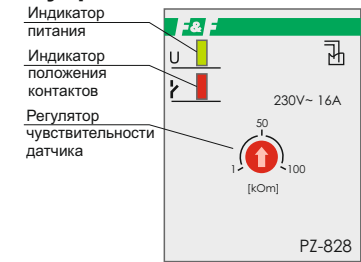 Индикатор
питания
Индикатор
положения
контактов
Регулятор
чувствительности
датчика
F&F
U
230V~ 16A
50
1
100
[kOm]
PZ-828